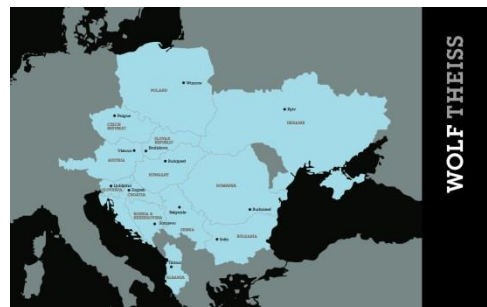 Warsaw
POLAND
Prague
CZECH
REPUBLIC
Kyiv
UKRAINE
SLOVAK
REPUBLIC
Vienna
Bratislava
AUSTRIA
Budapest
HUNGARY
Ljubljana
SLOVENIA
Zagreb
CROATIA
ROMANIA
BOSNIA &
HERZEGOVINA
Belgrade
Bucharest
Sarajevo
SERBIA
Sofia
BULGARIA
Tirana
ALBANIA
WOLF THEISS